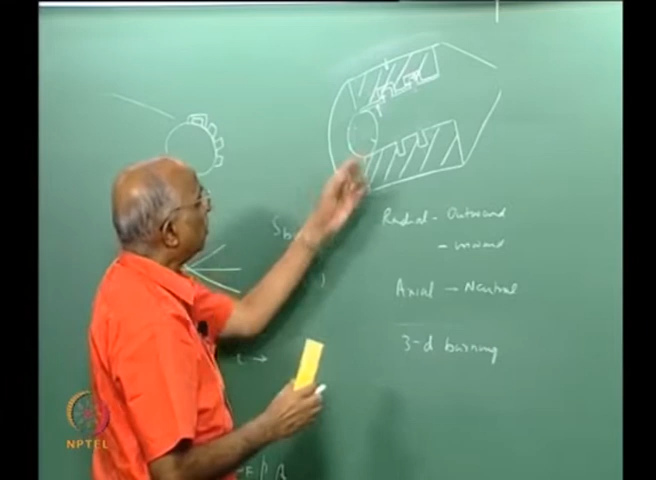 Radial - Outward
- inward
Axial → Neutral
3-d burning
NPTEL